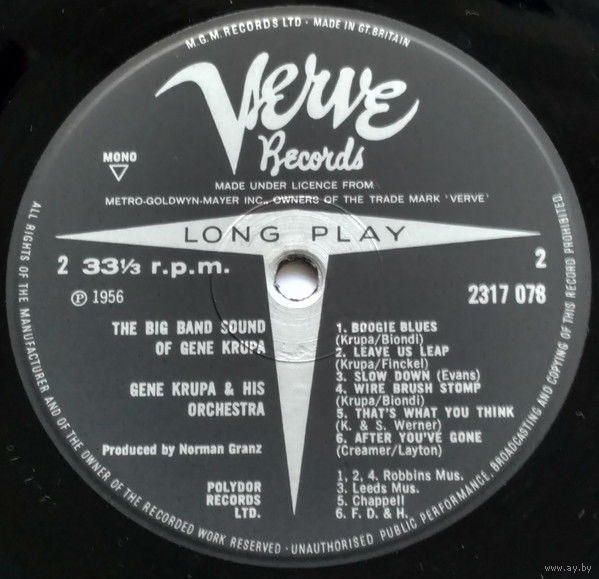 M.G.M. RECORDS LTD · MADE IN GT. BRITAIN
Verve
Records
MONO
MADE UNDER LICENCE FROM
METRO-GOLDWYN-MAYER INC., OWNERS OF THE TRADE MARK 'VERVE'
LONG PLAY
2 33⅓ r.p.m.
2
℗ 1956
2317 078
THE BIG BAND SOUND
OF GENE KRUPA
GENE KRUPA & HIS
ORCHESTRA
Produced by Norman Granz
POLYDOR
RECORDS
LTD.
1. BOOGIE BLUES
(Krupa/Biondi)
2. LEAVE US LEAP
(Krupa/Finckel)
3. SLOW DOWN (Evans)
4. WIRE BRUSH STOMP
(Krupa/Biondi)
5. THAT'S WHAT YOU THINK
(K. & S. Werner)
6. AFTER YOU'VE GONE
(Creamer/Layton)
1, 2, 4. Robbins Mus.
3. Leeds Mus.
5. Chappell
6. F. D. & H.
ALL RIGHTS OF THE MANUFACTURER AND OF THE OWNER OF THE RECORDED WORK RESERVED · UNAUTHORISED PUBLIC PERFORMANCE, BROADCASTING AND COPYING OF THIS RECORD PROHIBITED.
www.ay.by